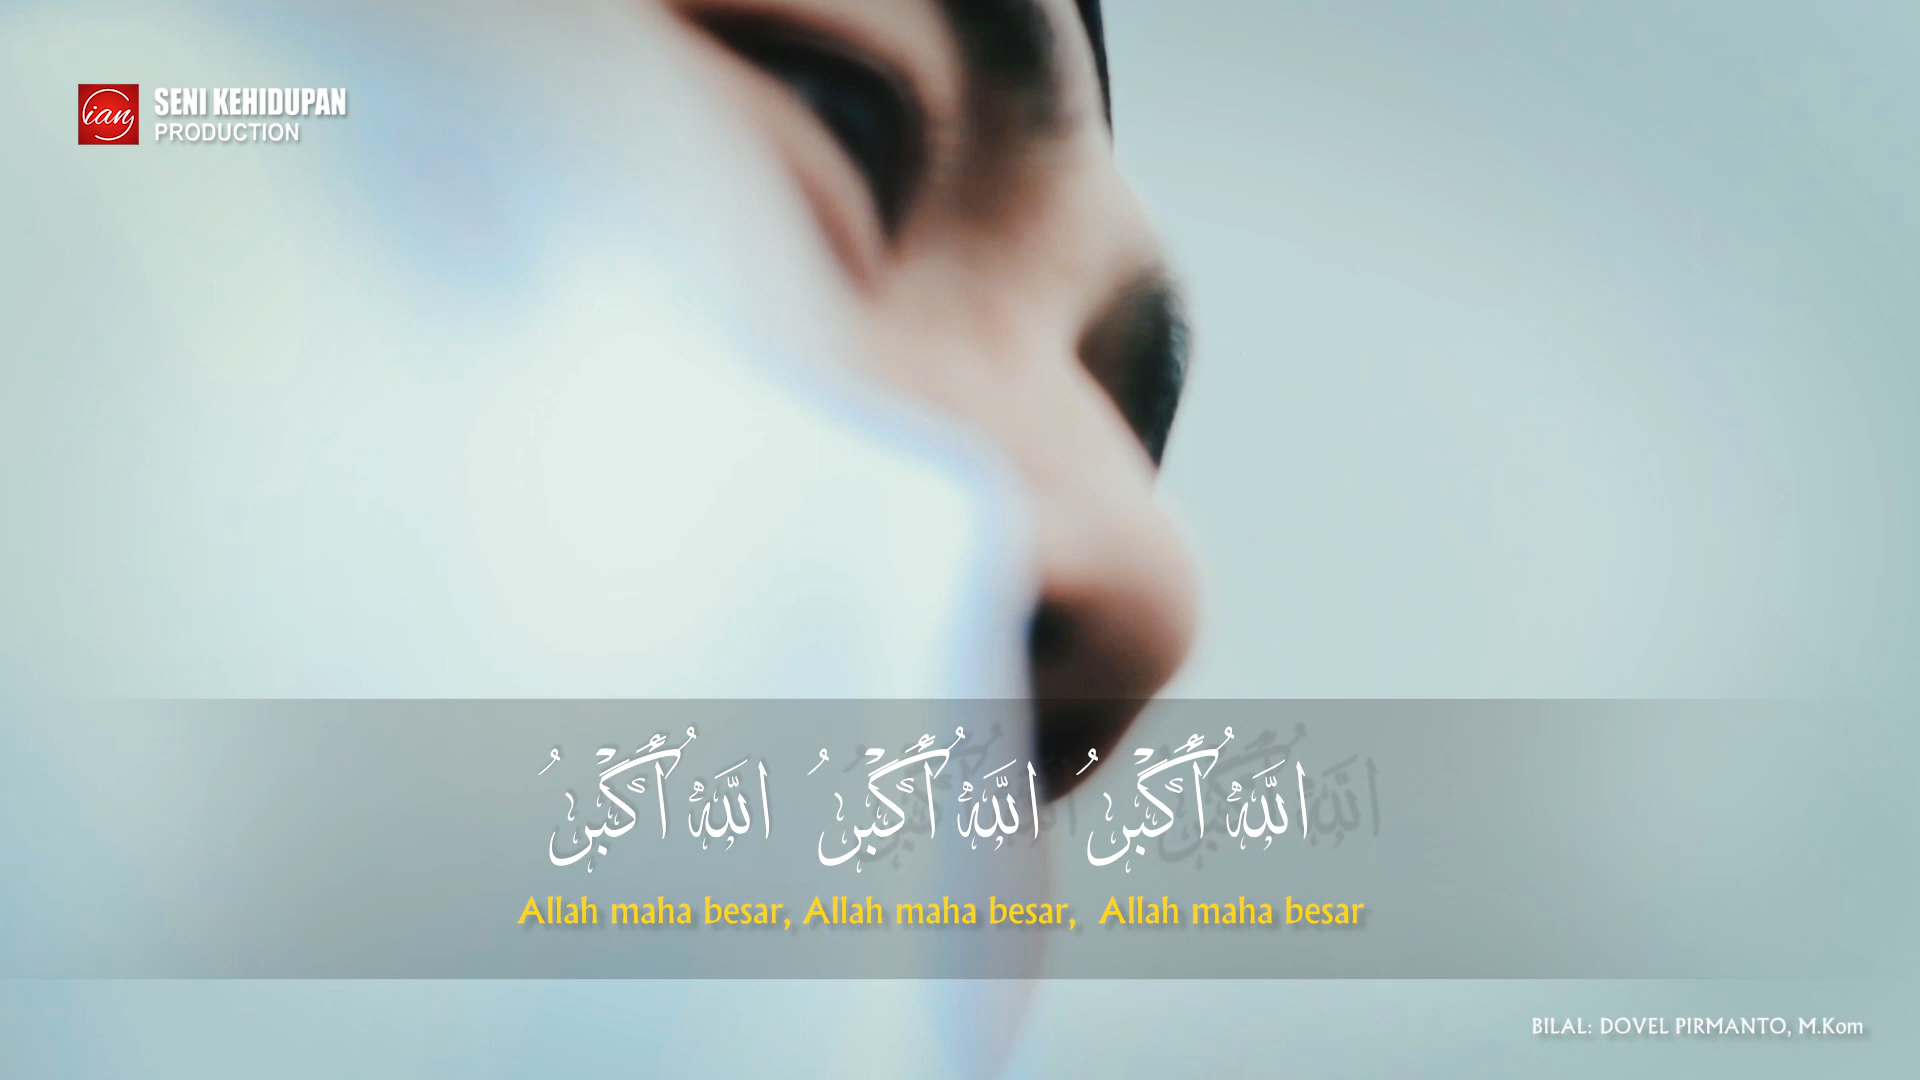 ian
SENI KEHIDUPAN
PRODUCTION
اللَّهُ أَكْبَرُ اللَّهُ أَكْبَرُ اللَّهُ أَكْبَرُ
Allah maha besar, Allah maha besar, Allah maha besar
BILAL: DOVEL PIRMANTO, M.Kom